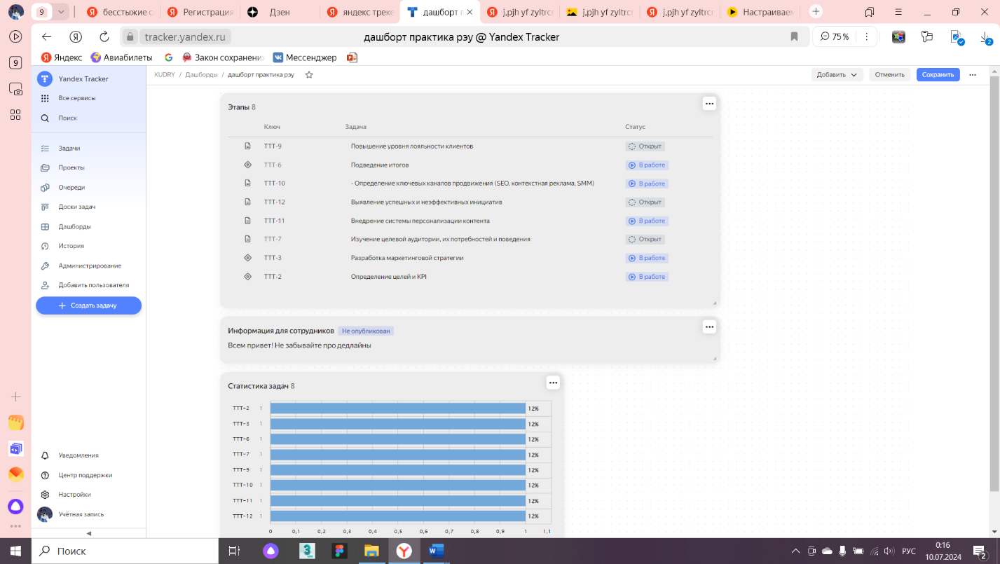 9
бесстыжие с
Регистрация
Дзен
яндекс треке
дашборт п
j,pjh yf zyltrcr
j,pjh yf zyltrcr
j,pjh yf zyltrcr
Настраиваем
tracker.yandex.ru
дашборт практика рэу @ Yandex Tracker
75 %
2
Яндекс
Авиабилеты
Закон сохранени
Мессенджер
9
Yandex Tracker
Все сервисы
Поиск
Задачи
Проекты
Очереди
Доски задач
Дашборды
История
Администрирование
Добавить пользователя
+ Создать задачу
Уведомления
Центр поддержки
Настройки
Учётная запись
KUDRY / Дашборды / дашборт практика рэу
Добавить
Отменить
Сохранить
Этапы 8
Ключ Задача Статус
TTT-9 Повышение уровня лояльности клиентов Открыт
TTT-6 Подведение итогов В работе
TTT-10 - Определение ключевых каналов продвижения (SEO, контекстная реклама, SMM) В работе
TTT-12 Выявление успешных и неэффективных инициатив Открыт
TTT-11 Внедрение системы персонализации контента В работе
TTT-7 Изучение целевой аудитории, их потребностей и поведения Открыт
TTT-3 Разработка маркетинговой стратегии В работе
TTT-2 Определение целей и KPI В работе
Информация для сотрудников Не опубликован
Всем привет! Не забывайте про дедлайны
Статистика задач 8
TTT-2 1 12%
TTT-3 1 12%
TTT-6 1 12%
TTT-7 1 12%
TTT-9 1 12%
TTT-10 1 12%
TTT-11 1 12%
TTT-12 1 12%
0 0,1 0,2 0,3 0,4 0,5 0,6 0,7 0,8 0,9 1 1,1
Поиск
РУС
0:16
10.07.2024
2